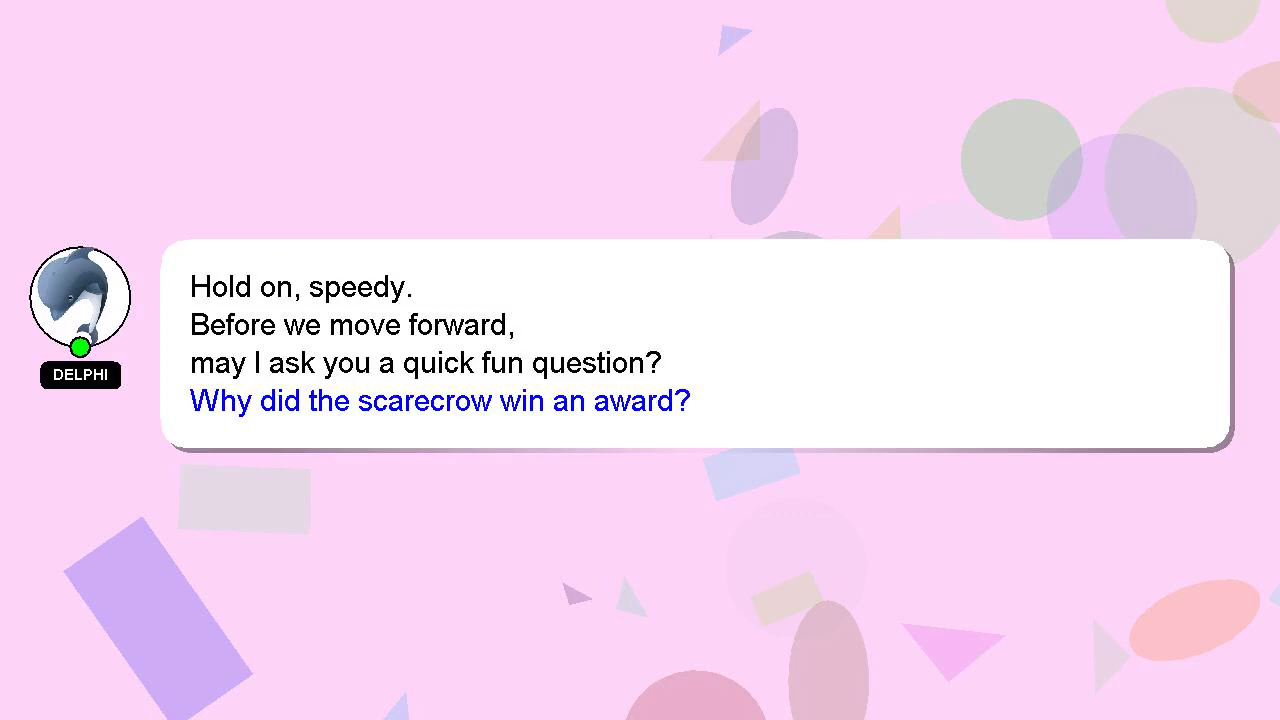 Hold on, speedy.
Before we move forward,
may I ask you a quick fun question?
Why did the scarecrow win an award?
DELPHI